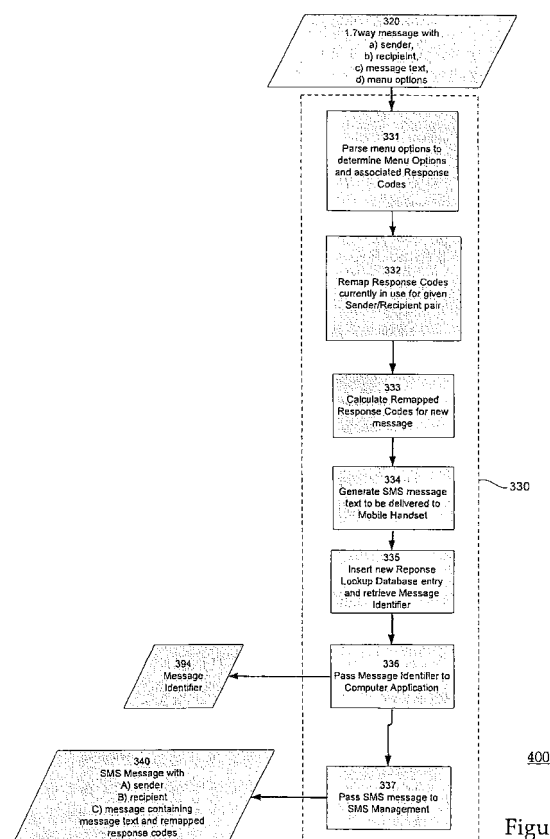 320
1.7way message with
a) sender,
b) recipieint,
c) message text,
d) menu options
331
Parse menu options to
determine Menu Options
and associated Response
Codes
332
Remap Response Codes
currently in use for given
Sender/Recipient pair
333
Calculate Remapped
Response Codes for new
message
330
334
Generate SMS message
text to be delivered to
Mobile Handset
335
Insert new Reponse
Lookup Database entry
and retrieve Message
Identifier
394
Message
Identifier
336
Pass Message Identifier to
Computer Application
340
SMS Message with
A) sender
B) recipient
C) message containing
message text and remapped
response codes
337
Pass SMS message to
SMS Management
400
Figu